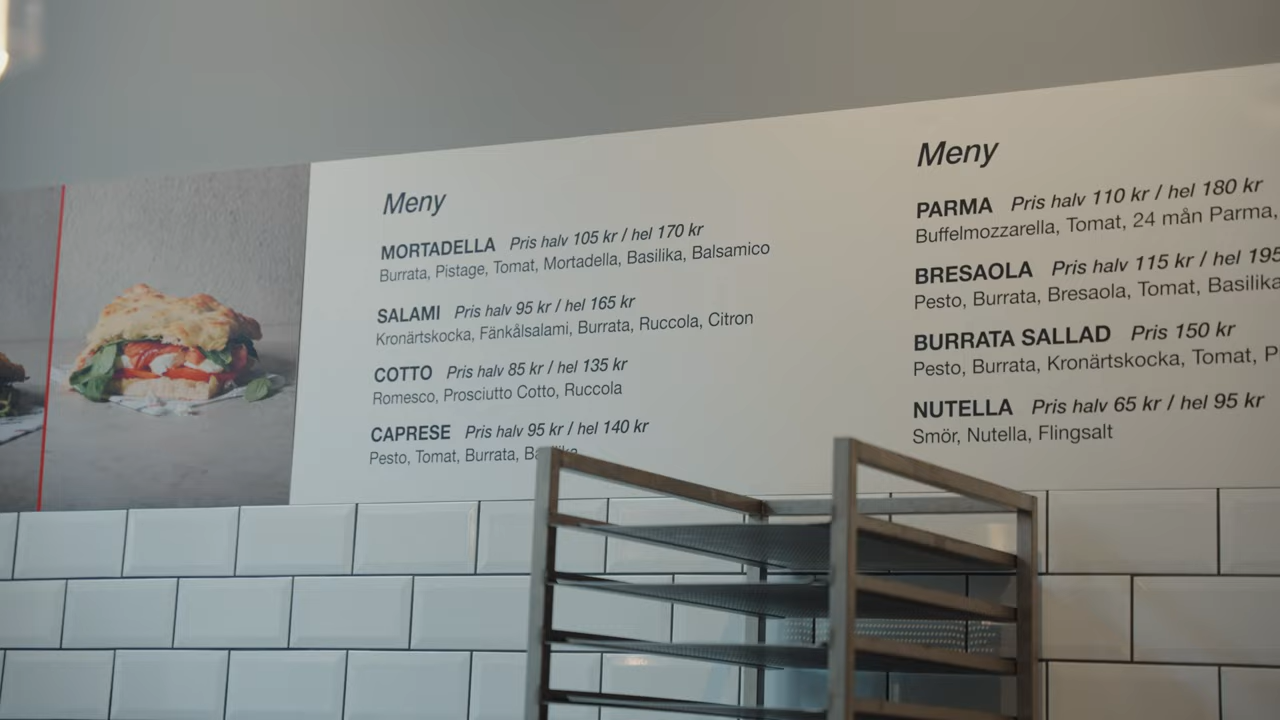 Meny
MORTADELLA Pris halv 105 kr / hel 170 kr
Burrata, Pistage, Tomat, Mortadella, Basilika, Balsamico
SALAMI Pris halv 95 kr / hel 165 kr
Kronärtskocka, Fänkålsalami, Burrata, Ruccola, Citron
COTTO Pris halv 85 kr / hel 135 kr
Romesco, Prosciutto Cotto, Ruccola
CAPRESE Pris halv 95 kr / hel 140 kr
Pesto, Tomat, Burrata, Basilika
Meny
PARMA Pris halv 110 kr / hel 180 kr
Buffelmozzarella, Tomat, 24 mån Parma,
BRESAOLA Pris halv 115 kr / hel 195
Pesto, Burrata, Bresaola, Tomat, Basilika
BURRATA SALLAD Pris 150 kr
Pesto, Burrata, Kronärtskocka, Tomat,
NUTELLA Pris halv 65 kr / hel 95 kr
Smör, Nutella, Flingsalt